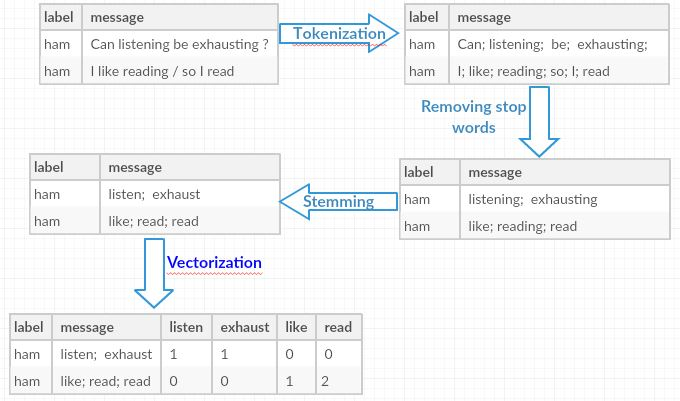 label message
ham Can listening be exhausting ?
ham I like reading / so I read
Tokenization
label message
ham Can; listening; be; exhausting;
ham I; like; reading; so; I; read
Removing stop
words
label message
ham listening; exhausting
ham like; reading; read
Stemming
label message
ham listen; exhaust
ham like; read; read
Vectorization
label message listen exhaust like read
ham listen; exhaust 1 1 0 0
ham like; read; read 0 0 1 2